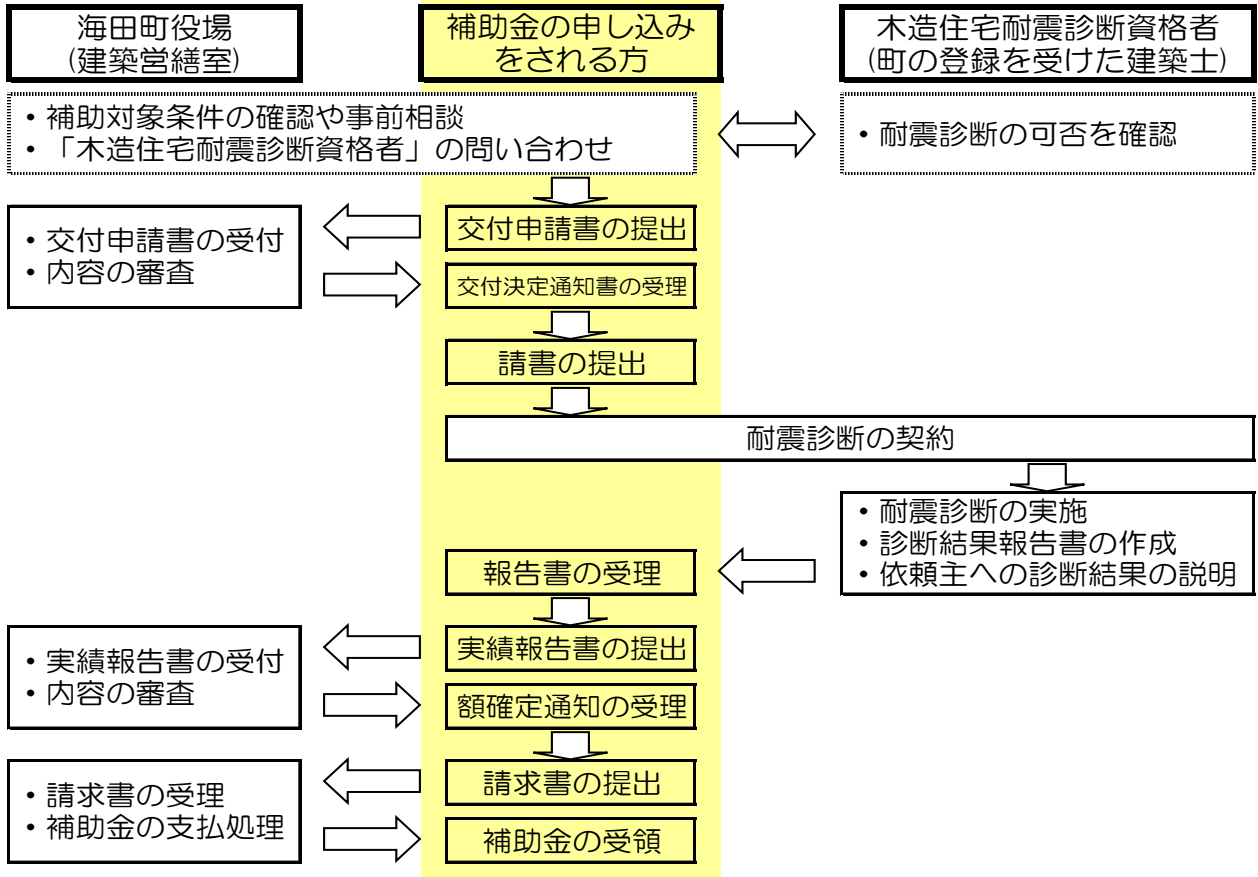 海田町役場
(建築営繕室)
補助金の申し込み
をされる方
木造住宅耐震診断資格者
(町の登録を受けた建築士)
・補助対象条件の確認や事前相談
・「木造住宅耐震診断資格者」の問い合わせ
・耐震診断の可否を確認
交付申請書の提出
・交付申請書の受付
・内容の審査
交付決定通知書の受理
請書の提出
耐震診断の契約
・耐震診断の実施
・診断結果報告書の作成
・依頼主への診断結果の説明
報告書の受理
実績報告書の提出
・実績報告書の受付
・内容の審査
額確定通知の受理
請求書の提出
・請求書の受理
・補助金の支払処理
補助金の受領